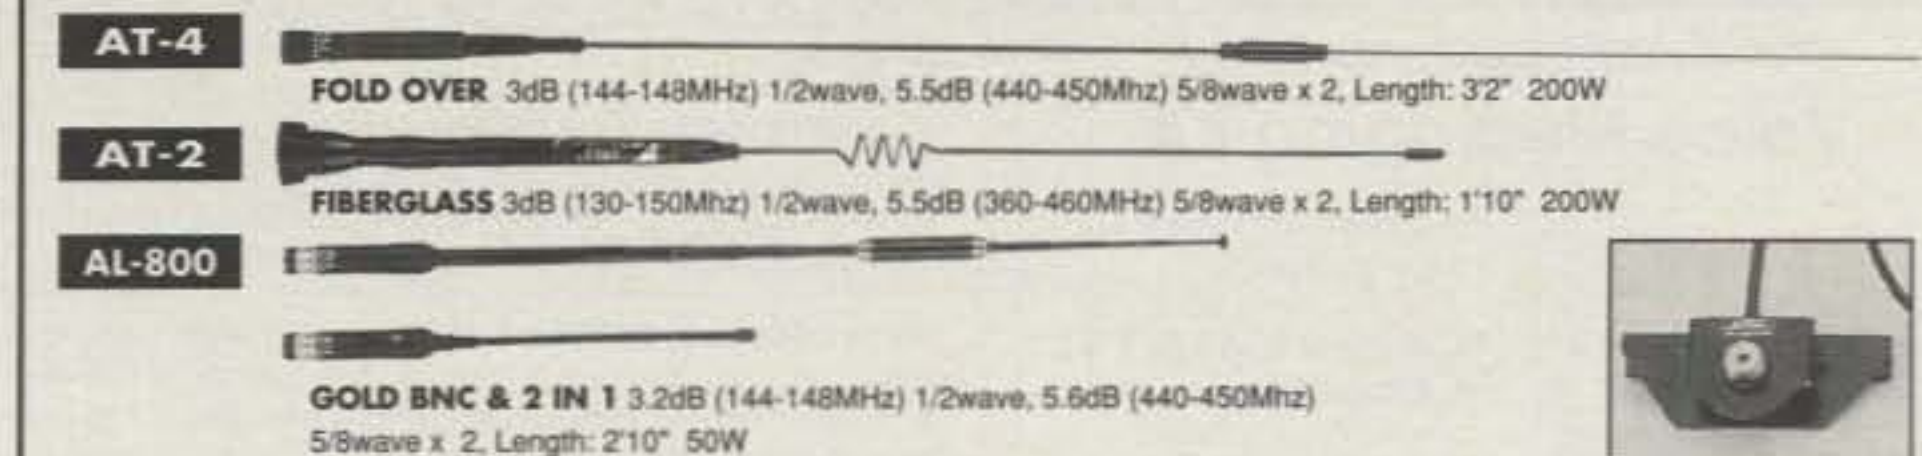 AT-4
FOLD OVER 3dB (144-148MHz) 1/2wave, 5.5dB (440-450Mhz) 5/8wave x 2, Length: 3'2" 200W
AT-2
FIBERGLASS 3dB (130-150Mhz) 1/2wave, 5.5dB (360-460MHz) 5/8wave x 2, Length: 1'10" 200W
AL-800
GOLD BNC & 2 IN 1 3.2dB (144-148MHz) 1/2wave, 5.6dB (440-450Mhz)
5/8wave x 2, Length: 2'10" 50W